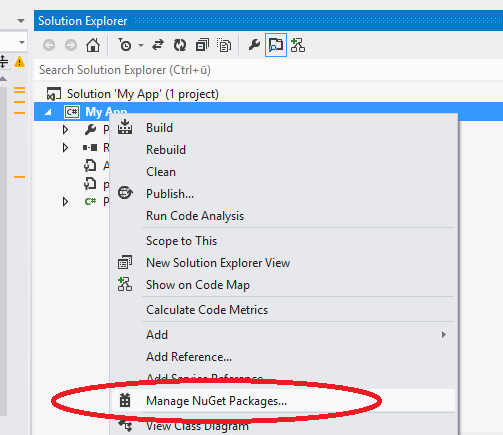 Solution Explorer
Search Solution Explorer (Ctrl+ü)
Solution 'My App' (1 project)
C# My App
P
R
A
p
C# P
Build
Rebuild
Clean
Publish...
Run Code Analysis
Scope to This
New Solution Explorer View
Show on Code Map
Calculate Code Metrics
Add
Add Reference...
Add Service Reference...
Manage NuGet Packages...
View Class Diagram